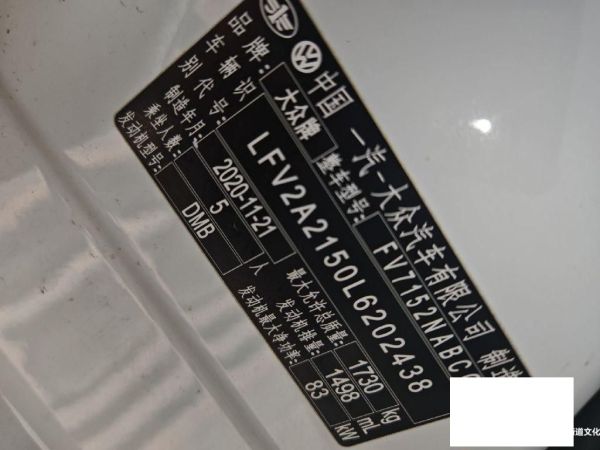 中国 一汽-大众汽车有限公司 制造
品牌: 大众牌 整车型号: FV7152NABC
车辆识别代号: LFV2A2150L6202438
制造年月: 2020-11-21 最大允许总质量: 1730 kg
乘坐人数: 5 人 发动机排量: 1498 mL
发动机型号: DMB 发动机最大净功率: 83 kW
道文化